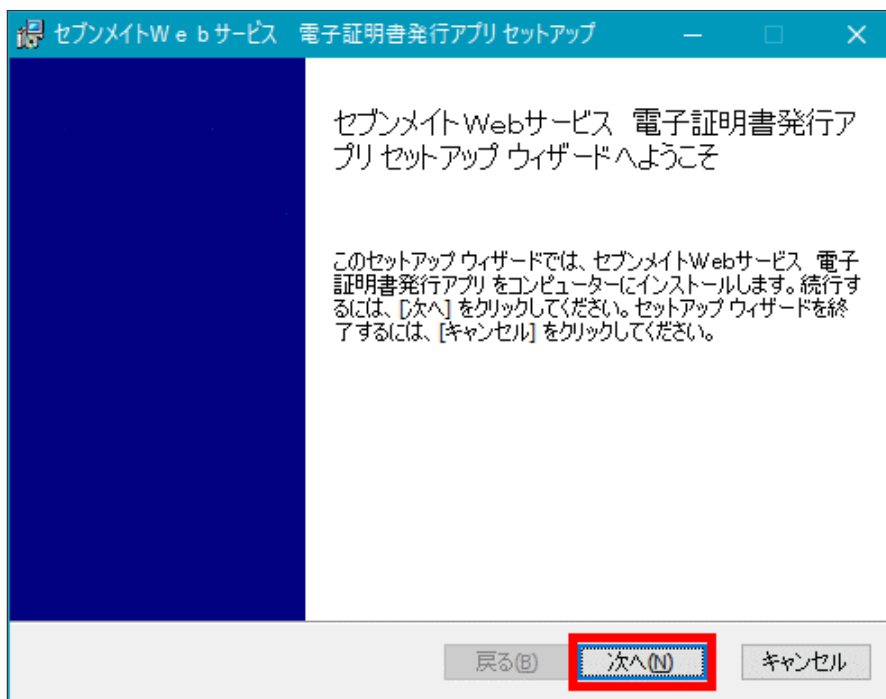 セブンメイトＷｅｂサービス　電子証明書発行アプリ セットアップ
セブンメイトWebサービス　電子証明書発行ア
プリ セットアップ ウィザードへようこそ
このセットアップ ウィザードでは、セブンメイトWebサービス　電子
証明書発行アプリ をコンピューターにインストールします。続行す
るには、[次へ] をクリックしてください。セットアップ ウィザードを終
了するには、[キャンセル] をクリックしてください。
戻る(B)
次へ(N)
キャンセル